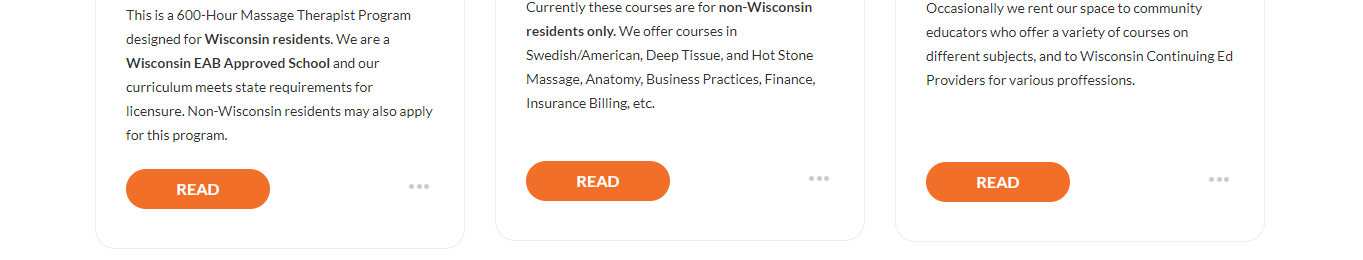 This is a 600-Hour Massage Therapist Program
designed for Wisconsin residents. We are a
Wisconsin EAB Approved School and our
curriculum meets state requirements for
licensure. Non-Wisconsin residents may also apply
for this program.
READ
Currently these courses are for non-Wisconsin
residents only. We offer courses in
Swedish/American, Deep Tissue, and Hot Stone
Massage, Anatomy, Business Practices, Finance,
Insurance Billing, etc.
READ
Occasionally we rent our space to community
educators who offer a variety of courses on
different subjects, and to Wisconsin Continuing Ed
Providers for various proffessions.
READ